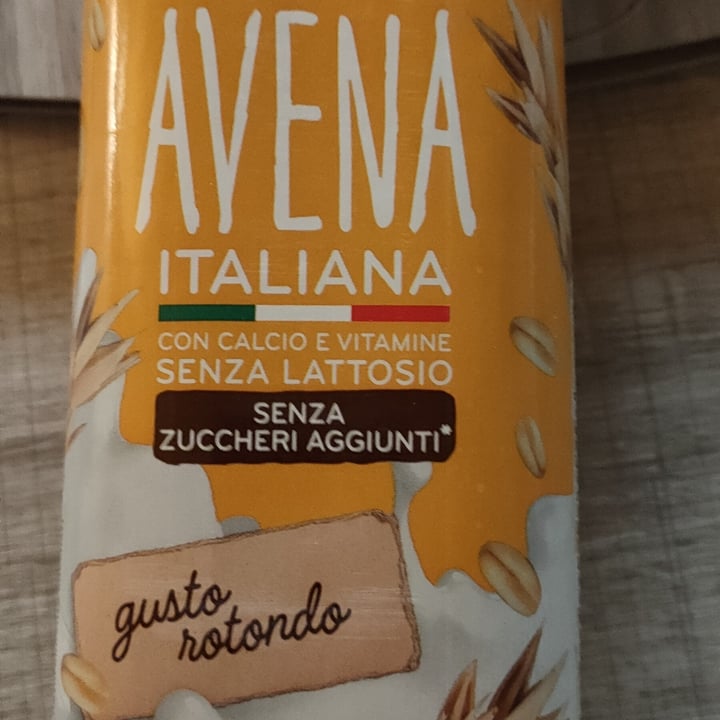 AVENA
ITALIANA
CON CALCIO E VITAMINE
SENZA LATTOSIO
SENZA
ZUCCHERI AGGIUNTI*
gusto
rotondo